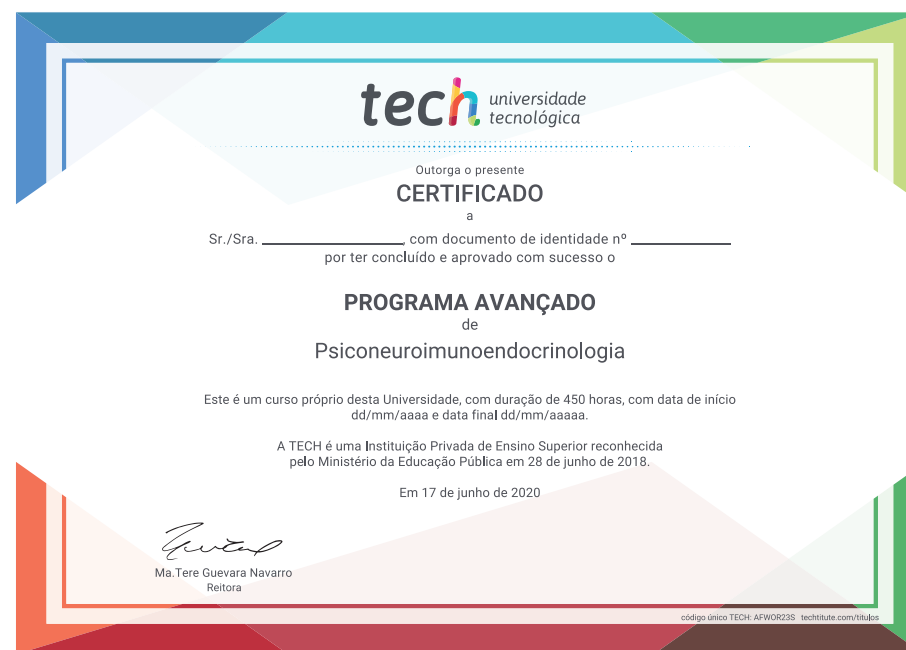 tech universidade
tecnológica
Outorga o presente
CERTIFICADO
a
Sr./Sra. ____________, com documento de identidade nº ____________
por ter concluído e aprovado com sucesso o
PROGRAMA AVANÇADO
de
Psiconeuroimunoendocrinologia
Este é um curso próprio desta Universidade, com duração de 450 horas, com data de início
dd/mm/aaaa e data final dd/mm/aaaaa.
A TECH é uma Instituição Privada de Ensino Superior reconhecida
pelo Ministério da Educação Pública em 28 de junho de 2018.
Em 17 de junho de 2020
Ma.Tere Guevara Navarro
Reitora
código único TECH: AFWOR23S techtitute.com/titulos